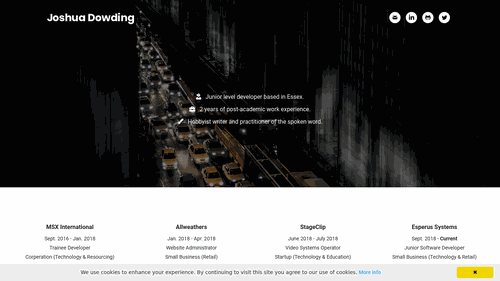 Joshua Dowding
Junior level developer based in Essex.
2 years of post-academic work experience.
Hobbyist writer and practitioner of the spoken word.
MSX International
Sept. 2016 - Jan. 2018
Trainee Developer
Corperation (Technology & Resourcing)
Allweathers
Jan. 2018 - Apr. 2018
Website Administrator
Small Business (Retail)
StageClip
June 2018 - July 2018
Video Systems Operator
Startup (Technology & Education)
Esperus Systems
Sept. 2018 - Current
Junior Software Developer
Small Business (Technology & Retail)
We use cookies to enhance your experience. By continuing to visit this site you agree to our use of cookies. More info